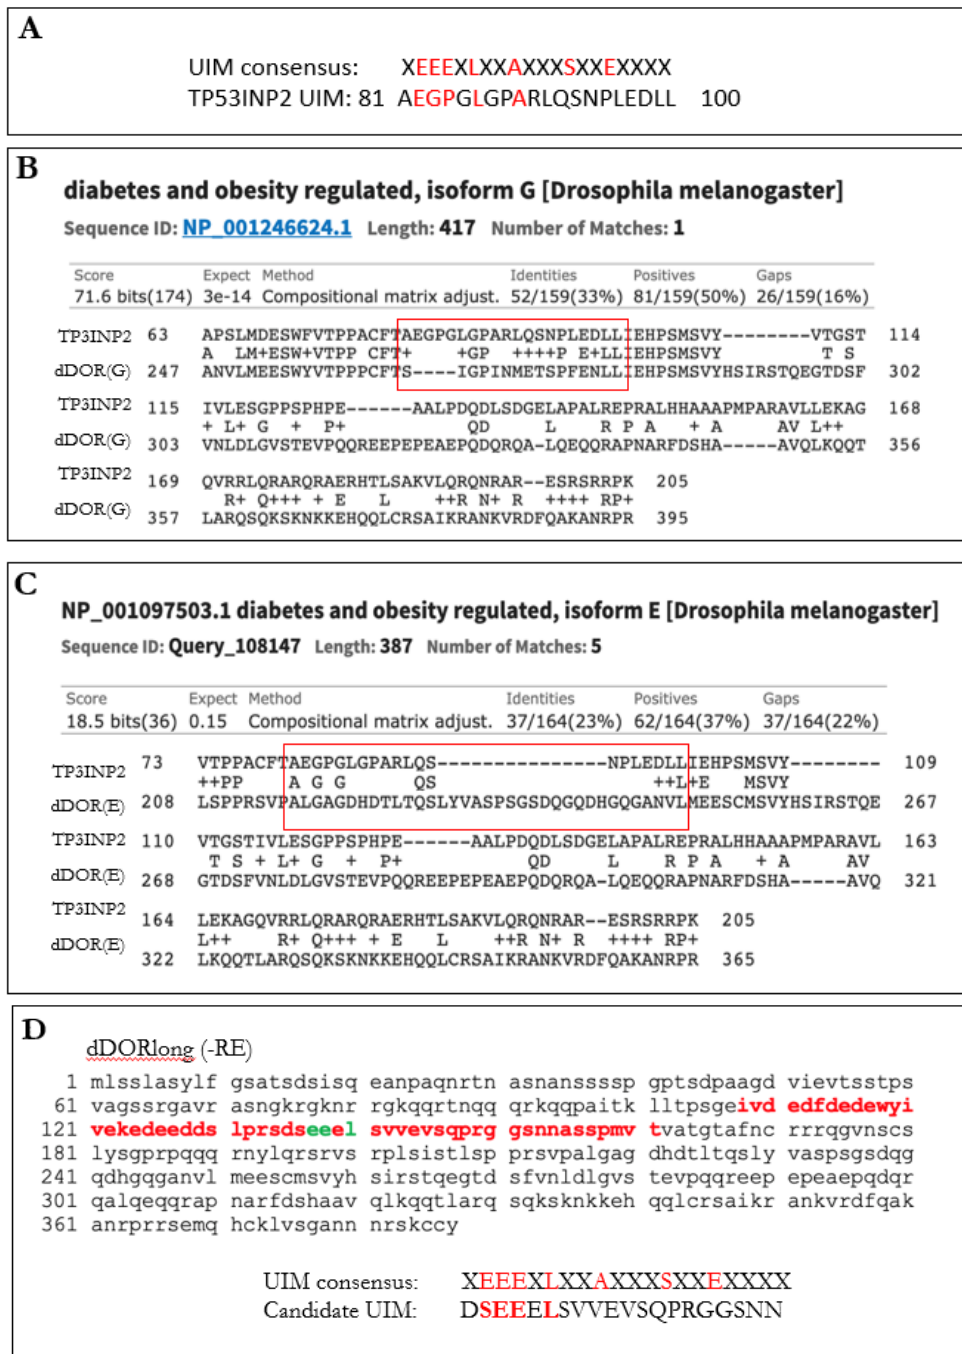 A
UIM consensus: XEEEXLXXAXXXSXXEXXXX
TP53INP2 UIM: 81 AEGPGLGPARLQSNPLEDLL 100
B
diabetes and obesity regulated, isoform G [Drosophila melanogaster]
Sequence ID: NP_001246624.1 Length: 417 Number of Matches: 1
Score Expect Method Identities Positives Gaps
71.6 bits(174) 3e-14 Compositional matrix adjust. 52/159(33%) 81/159(50%) 26/159(16%)
TP3INP2 63 APSLMDESWFVTPPACFTAEGPGLGPARLQSNPLEDLLIEHPSMSVY--------VTGST 114
A LM+ESW+VTPP CFT+ +GP ++++P E+LLIEHPSMSVY T S
dDOR(G) 247 ANVLMEESWYVTPPPCFTS----IGPINMETSPFENLLIEHPSMSVYHSIRSTQEGTDSF 302
TP3INP2 115 IVLESGPPSPHPE------AALPDQDLSDGELAPALREPRALHHAAAPMPARAVLLEKAG 168
+ L+ G + P+ QD L R P A + A AV L++
dDOR(G) 303 VNLDLGVSTEVPQQREEPEPEAEPQDQRQA-LQEQQRAPNARFDSHA-----AVQLKQQT 356
TP3INP2 169 QVRRLQRARQRAERHTLSAKVLQRQNRAR--ESRSRRPK 205
R+ Q+++ + E L ++R N+ R ++++ RP+
dDOR(G) 357 LARQSQKSKNKKEHQQLCRSAIKRANKVRDFQAKANRPR 395
C
NP_001097503.1 diabetes and obesity regulated, isoform E [Drosophila melanogaster]
Sequence ID: Query_108147 Length: 387 Number of Matches: 5
Score Expect Method Identities Positives Gaps
18.5 bits(36) 0.15 Compositional matrix adjust. 37/164(23%) 62/164(37%) 37/164(22%)
TP3INP2 73 VTPPACFTAEGPGLGPARLQS---------------NPLEDLLIEHPSMSVY-------- 109
++PP A G G QS ++L+E MSVY
dDOR(E) 208 LSPPRSVPALGAGDHDTLTQSLYVASPSGSDQGQDHGQGANVLMEESCMSVYHSIRSTQE 267
TP3INP2 110 VTGSTIVLESGPPSPHPE------AALPDQDLSDGELAPALREPRALHHAAAPMPARAVL 163
T S + L+ G + P+ QD L R P A + A AV
dDOR(E) 268 GTDSFVNLDLGVSTEVPQQREEPEPEAEPQDQRQA-LQEQQRAPNARFDSHA-----AVQ 321
TP3INP2 164 LEKAGQVRRLQRARQRAERHTLSAKVLQRQNRAR--ESRSRRPK 205
L++ R+ Q+++ + E L ++R N+ R ++++ RP+
dDOR(E) 322 LKQQTLARQSQKSKNKKEHQQLCRSAIKRANKVRDFQAKANRPR 365
D
dDORlong (-RE)
1 mlsslasylf gsatsdsisq eanpaqnrtn asnanssssp gptsdpaagd vievtsstps
61 vagssrgavr asngkrgknr rgkqqrtnqq qrkqqpaitk lltpsgeivd edfdedewyi
121 vekedeedds lprsdseeel svvevsqprg gsnnasspmv tvatgtafnc rrrqgvnscs
181 lysgprpqqq rnylqrsrvs rplsistlsp prsvpalgag dhdtltqsly vaspsgsdqg
241 qdhgqganvl meescmsvyh sirstqegtd sfvnldlgvs tevpqqreep epeaepqdqr
301 qalqeqqrap narfdshaav qlkqqtlarq sqksknkkeh qqlcrsaikr ankvrdfqak
361 anrprrsemq hcklvsgann nrskccy
UIM consensus: XEEEXLXXAXXXSXXEXXXX
Candidate UIM: DSEEELSVVEVSQPRGGSNN